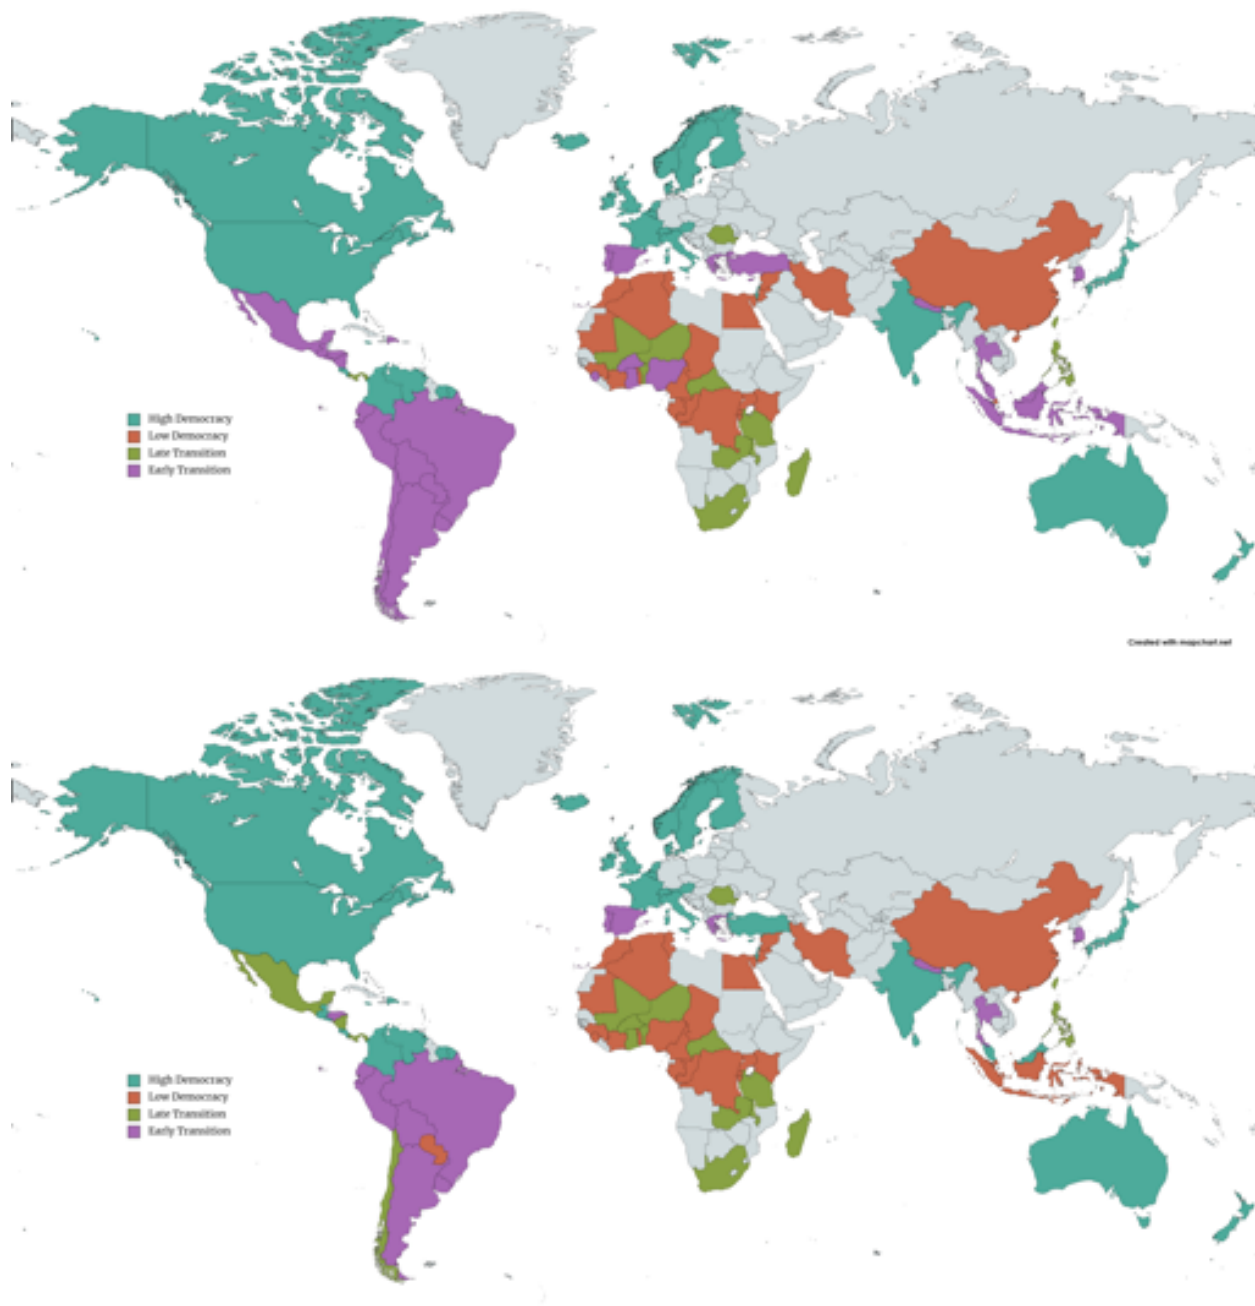 High Democracy
Low Democracy
Late Transition
Early Transition
Created with mapchart.net
High Democracy
Low Democracy
Late Transition
Early Transition